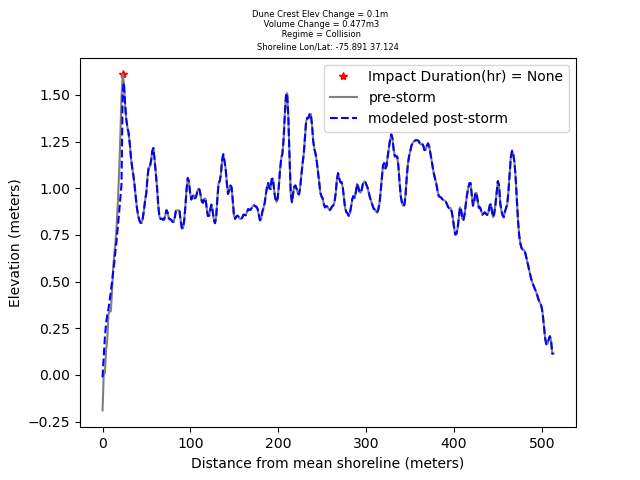 Dune Crest Elev Change = 0.1m
Volume Change = 0.477m3
Regime = Collision
Shoreline Lon/Lat: -75.891 37.124
Impact Duration(hr) = None
pre-storm
modeled post-storm
Elevation (meters)
1.50
1.25
1.00
0.75
0.50
0.25
0.00
−0.25
0 100 200 300 400 500
Distance from mean shoreline (meters)